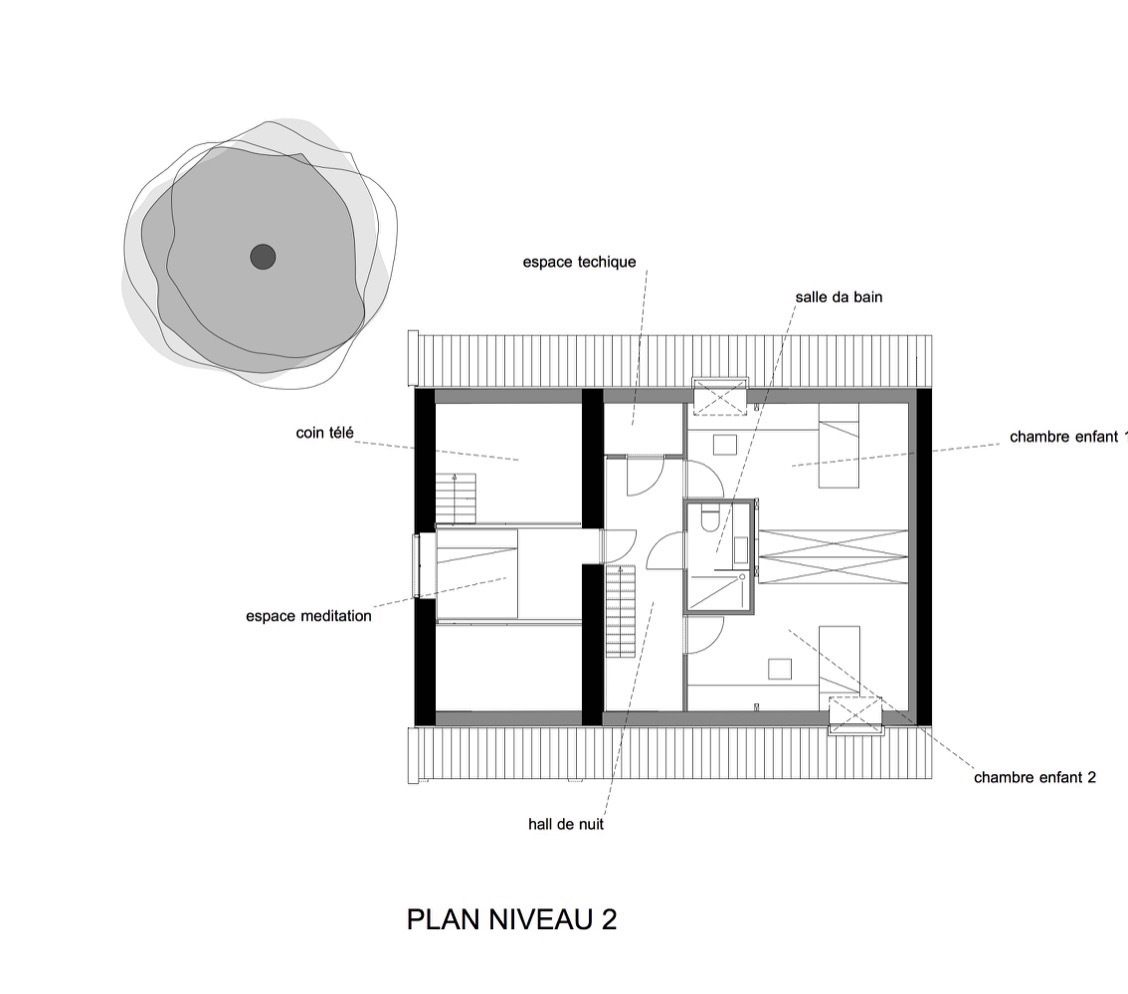 espace techique
salle da bain
coin télé
chambre enfant 1
espace meditation
chambre enfant 2
hall de nuit
PLAN NIVEAU 2